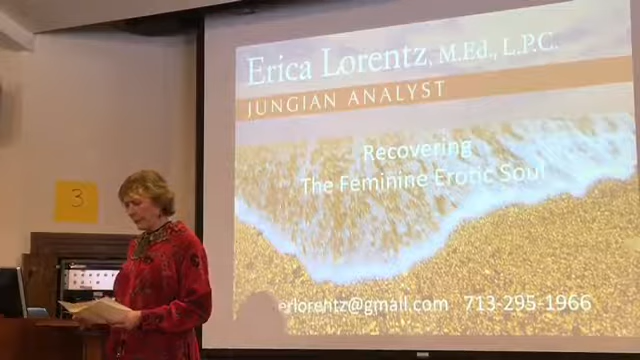 Erica Lorentz, M.Ed., L.P.C.
JUNGIAN ANALYST
Recovering
The Feminine Erotic Soul
erlorentz@gmail.com 713-295-1966
3